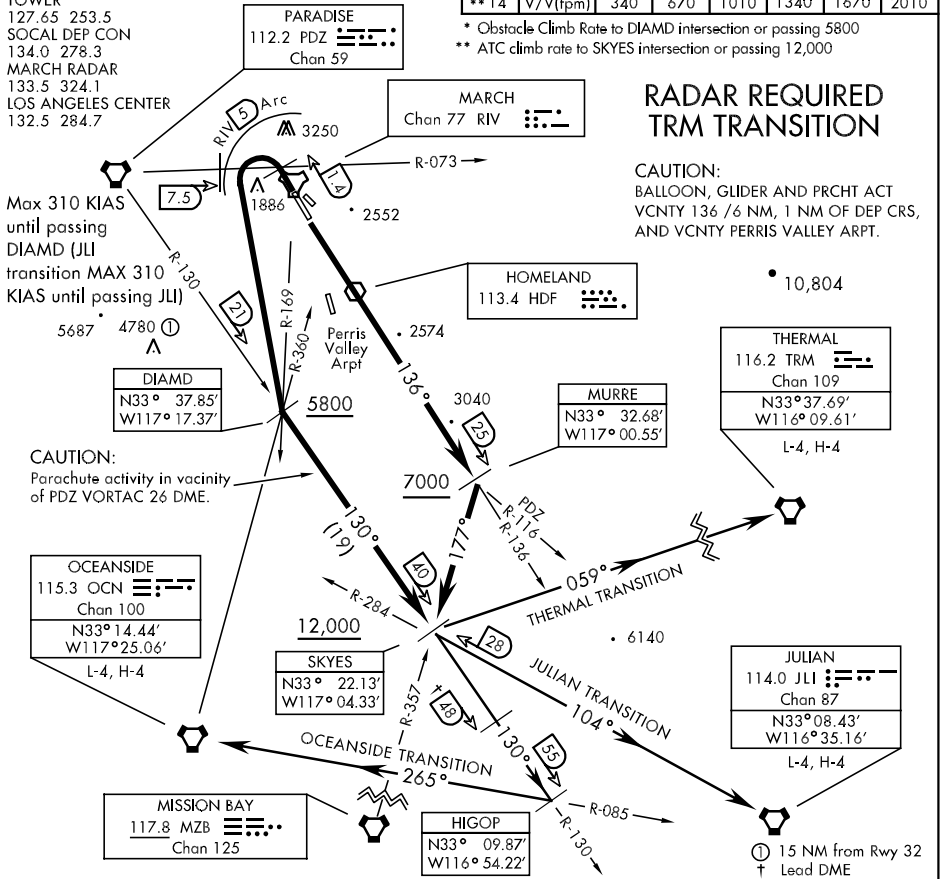 TOWER
127.65 253.5
SOCAL DEP CON
134.0 278.3
MARCH RADAR
133.5 324.1
LOS ANGELES CENTER
132.5 284.7
** 14 V/V(fpm) 340 670 1010 1340 1670 2010
* Obstacle Climb Rate to DIAMD intersection or passing 5800
** ATC climb rate to SKYES intersection or passing 12,000
PARADISE
112.2 PDZ
Chan 59
MARCH
Chan 77 RIV
RADAR REQUIRED
TRM TRANSITION
CAUTION:
BALLOON, GLIDER AND PRCHT ACT
VCNTY 136 /6 NM, 1 NM OF DEP CRS,
AND VCNTY PERRIS VALLEY ARPT.
RIV 5 Arc
3250
R-073
7.5
1.4
1886
2552
Max 310 KIAS
until passing
DIAMD (JLI
transition MAX 310
KIAS until passing JLI)
R-130
21
R-169
R-360
5687
4780 ①
HOMELAND
113.4 HDF
10,804
Perris
Valley
Arpt
2574
136°
THERMAL
116.2 TRM
Chan 109
N33° 37.69'
W116° 09.61'
L-4, H-4
DIAMD
N33° 37.85'
W117° 17.37'
5800
3040
25
MURRE
N33° 32.68'
W117° 00.55'
7000
CAUTION:
Parachute activity in vacinity
of PDZ VORTAC 26 DME.
130°
(19)
177°
PDZ
R-116
R-136
059°
THERMAL TRANSITION
OCEANSIDE
115.3 OCN
Chan 100
N33° 14.44'
W117° 25.06'
L-4, H-4
40
R-284
12,000
28
6140
SKYES
N33° 22.13'
W117° 04.33'
R-357
† 48
JULIAN TRANSITION
104°
JULIAN
114.0 JLI
Chan 87
N33° 08.43'
W116° 35.16'
L-4, H-4
OCEANSIDE TRANSITION
265°
130°
55
R-085
R-130
MISSION BAY
117.8 MZB
Chan 125
HIGOP
N33° 09.87'
W116° 54.22'
① 15 NM from Rwy 32
† Lead DME